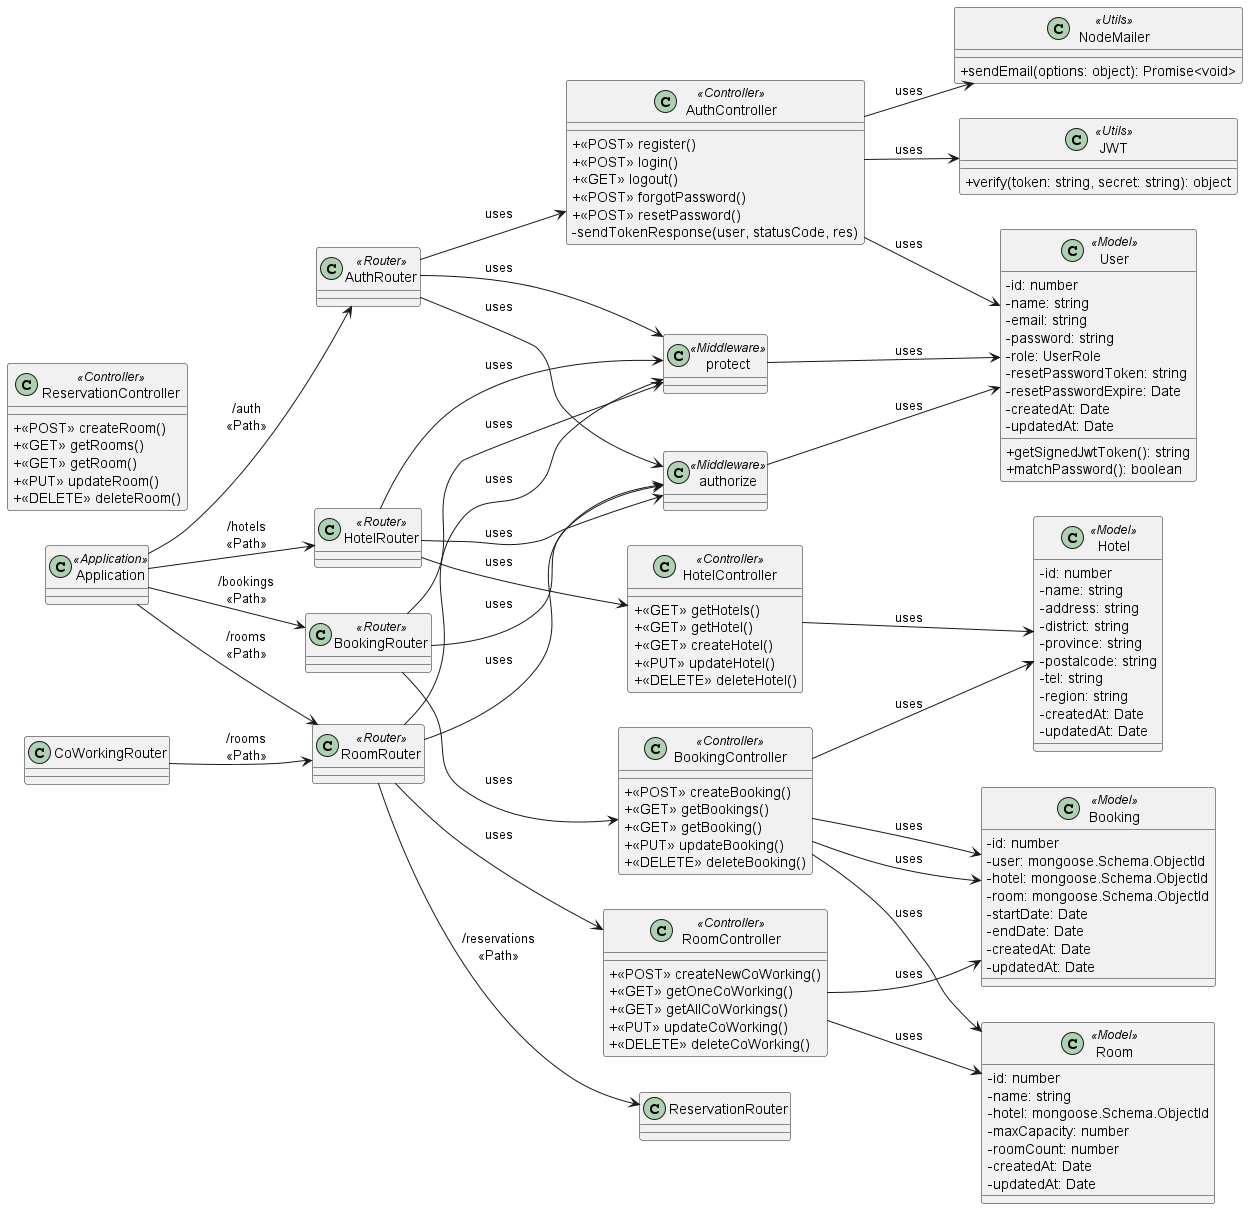 C «Utils»
NodeMailer
+sendEmail(options: object): Promise<void>
C «Utils»
JWT
+verify(token: string, secret: string): object
C «Controller»
AuthController
+«POST» register()
+«POST» login()
+«GET» logout()
+«POST» forgotPassword()
+«POST» resetPassword()
-sendTokenResponse(user, statusCode, res)
uses
uses
uses
C «Model»
User
-id: number
-name: string
-email: string
-password: string
-role: UserRole
-resetPasswordToken: string
-resetPasswordExpire: Date
-createdAt: Date
-updatedAt: Date
+getSignedJwtToken(): string
+matchPassword(): boolean
C «Router»
AuthRouter
uses
uses
uses
C «Middleware»
protect
uses
C «Middleware»
authorize
uses
C «Controller»
ReservationController
+«POST» createRoom()
+«GET» getRooms()
+«GET» getRoom()
+«PUT» updateRoom()
+«DELETE» deleteRoom()
C «Application»
Application
/auth
«Path»
/hotels
«Path»
/bookings
«Path»
/rooms
«Path»
C «Router»
HotelRouter
uses
uses
uses
uses
uses
C «Router»
BookingRouter
uses
uses
uses
C «Router»
RoomRouter
uses
C CoWorkingRouter
/rooms
«Path»
/reservations
«Path»
C «Controller»
HotelController
+«GET» getHotels()
+«GET» getHotel()
+«GET» createHotel()
+«PUT» updateHotel()
+«DELETE» deleteHotel()
uses
C «Model»
Hotel
-id: number
-name: string
-address: string
-district: string
-province: string
-postalcode: string
-tel: string
-region: string
-createdAt: Date
-updatedAt: Date
C «Controller»
BookingController
+«POST» createBooking()
+«GET» getBookings()
+«GET» getBooking()
+«PUT» updateBooking()
+«DELETE» deleteBooking()
uses
uses
uses
uses
C «Model»
Booking
-id: number
-user: mongoose.Schema.ObjectId
-hotel: mongoose.Schema.ObjectId
-room: mongoose.Schema.ObjectId
-startDate: Date
-endDate: Date
-createdAt: Date
-updatedAt: Date
C «Controller»
RoomController
+«POST» createNewCoWorking()
+«GET» getOneCoWorking()
+«GET» getAllCoWorkings()
+«PUT» updateCoWorking()
+«DELETE» deleteCoWorking()
uses
uses
C «Model»
Room
-id: number
-name: string
-hotel: mongoose.Schema.ObjectId
-maxCapacity: number
-roomCount: number
-createdAt: Date
-updatedAt: Date
C ReservationRouter